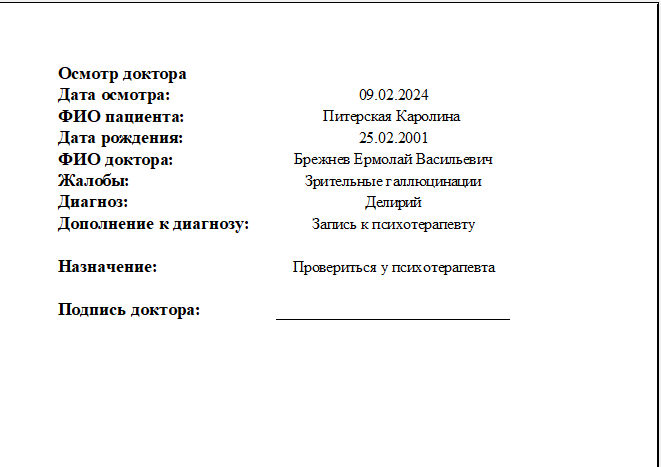 Осмотр доктора
Дата осмотра: 09.02.2024
ФИО пациента: Питерская Каролина
Дата рождения: 25.02.2001
ФИО доктора: Брежнев Ермолай Васильевич
Жалобы: Зрительные галлюцинации
Диагноз: Делирий
Дополнение к диагнозу: Запись к психотерапевту
Назначение: Провериться у психотерапевта
Подпись доктора: